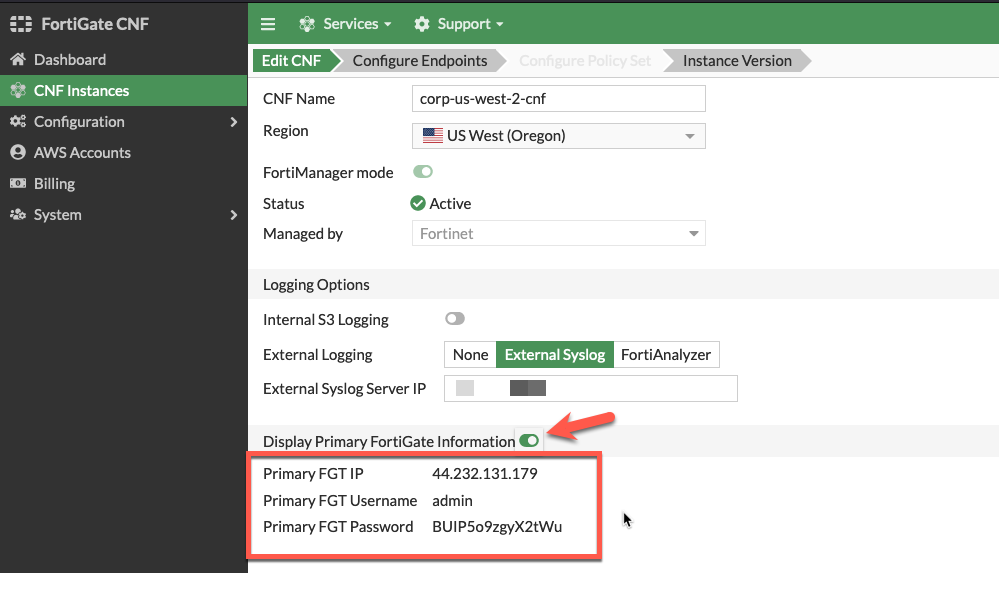 FortiGate CNF
Services
Support
Dashboard
CNF Instances
Configuration
AWS Accounts
Billing
System
Edit CNF
Configure Endpoints
Configure Policy Set
Instance Version
CNF Name
corp-us-west-2-cnf
Region
US West (Oregon)
FortiManager mode
Status
Active
Managed by
Fortinet
Logging Options
Internal S3 Logging
External Logging
None
External Syslog
FortiAnalyzer
External Syslog Server IP
Display Primary FortiGate Information
Primary FGT IP
44.232.131.179
Primary FGT Username
admin
Primary FGT Password
BUIP5o9zgyX2tWu